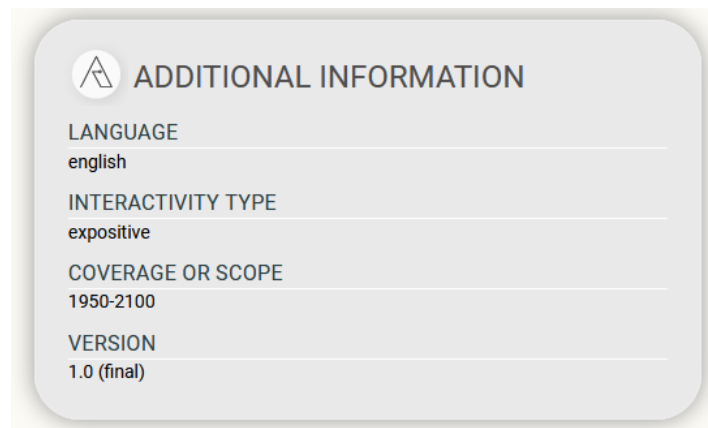 ADDITIONAL INFORMATION
LANGUAGE
english
INTERACTIVITY TYPE
expositive
COVERAGE OR SCOPE
1950-2100
VERSION
1.0 (final)